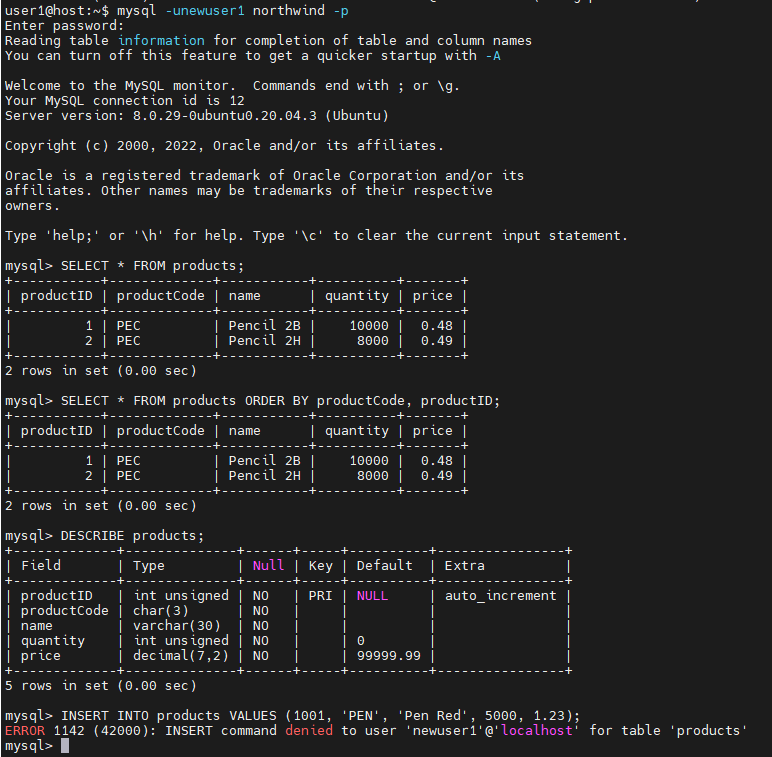 user1@host:~$ mysql -unewuser1 northwind -p
Enter password:
Reading table information for completion of table and column names
You can turn off this feature to get a quicker startup with -A

Welcome to the MySQL monitor.  Commands end with ; or \g.
Your MySQL connection id is 12
Server version: 8.0.29-0ubuntu0.20.04.3 (Ubuntu)

Copyright (c) 2000, 2022, Oracle and/or its affiliates.

Oracle is a registered trademark of Oracle Corporation and/or its
affiliates. Other names may be trademarks of their respective
owners.

Type 'help;' or '\h' for help. Type '\c' to clear the current input statement.

mysql> SELECT * FROM products;
+-----------+-------------+-----------+----------+-------+
| productID | productCode | name      | quantity | price |
+-----------+-------------+-----------+----------+-------+
|         1 | PEC         | Pencil 2B |    10000 |  0.48 |
|         2 | PEC         | Pencil 2H |     8000 |  0.49 |
+-----------+-------------+-----------+----------+-------+
2 rows in set (0.00 sec)

mysql> SELECT * FROM products ORDER BY productCode, productID;
+-----------+-------------+-----------+----------+-------+
| productID | productCode | name      | quantity | price |
+-----------+-------------+-----------+----------+-------+
|         1 | PEC         | Pencil 2B |    10000 |  0.48 |
|         2 | PEC         | Pencil 2H |     8000 |  0.49 |
+-----------+-------------+-----------+----------+-------+
2 rows in set (0.00 sec)

mysql> DESCRIBE products;
+-------------+--------------+------+-----+----------+----------------+
| Field       | Type         | Null | Key | Default  | Extra          |
+-------------+--------------+------+-----+----------+----------------+
| productID   | int unsigned | NO   | PRI | NULL     | auto_increment |
| productCode | char(3)      | NO   |     |          |                |
| name        | varchar(30)  | NO   |     |          |                |
| quantity    | int unsigned | NO   |     | 0        |                |
| price       | decimal(7,2) | NO   |     | 99999.99 |                |
+-------------+--------------+------+-----+----------+----------------+
5 rows in set (0.00 sec)

mysql> INSERT INTO products VALUES (1001, 'PEN', 'Pen Red', 5000, 1.23);
ERROR 1142 (42000): INSERT command denied to user 'newuser1'@'localhost' for table 'products'
mysql>